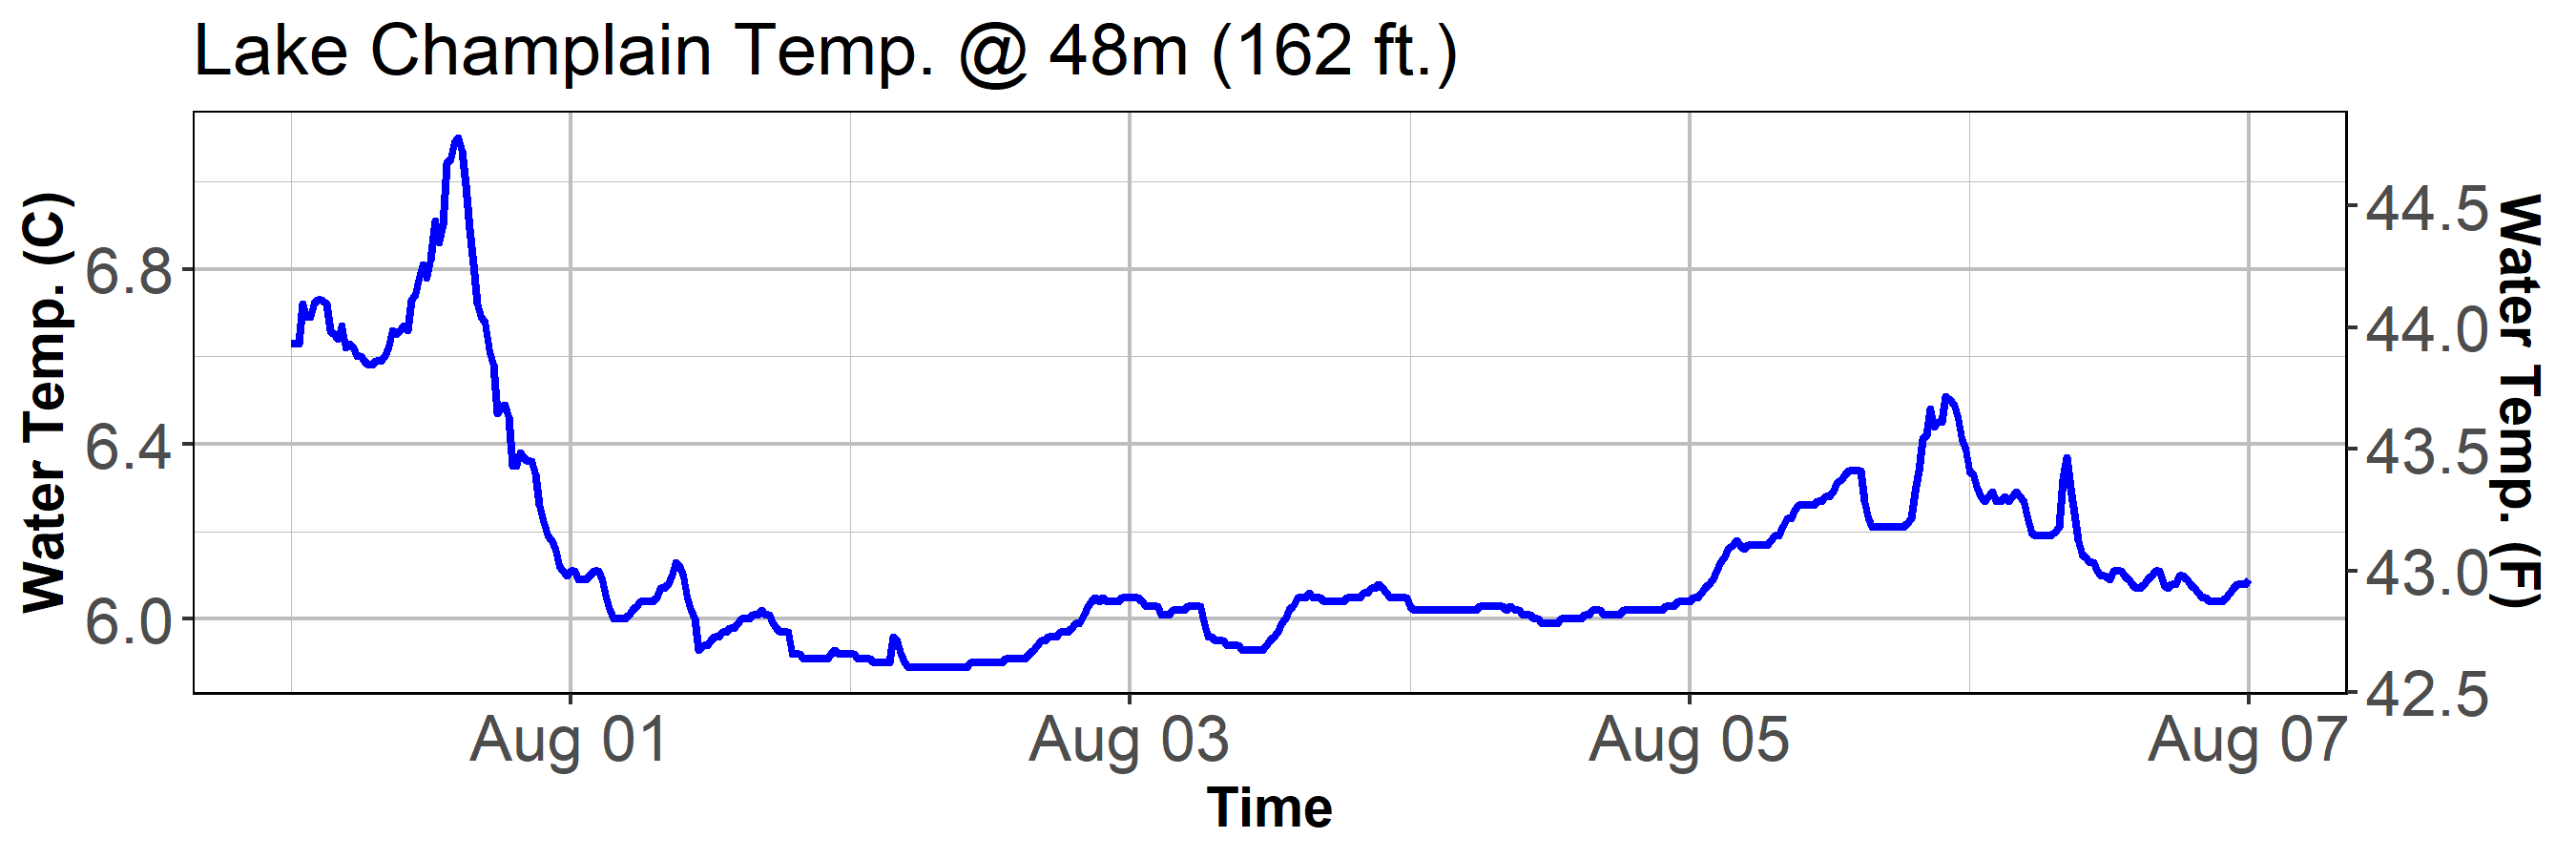 Lake Champlain Temp. @ 48m (162 ft.)
Water Temp. (C)
6.8
6.4
6.0
44.5
44.0
43.5
43.0
42.5
Water Temp. (F)
Aug 01 Aug 03 Aug 05 Aug 07
Time